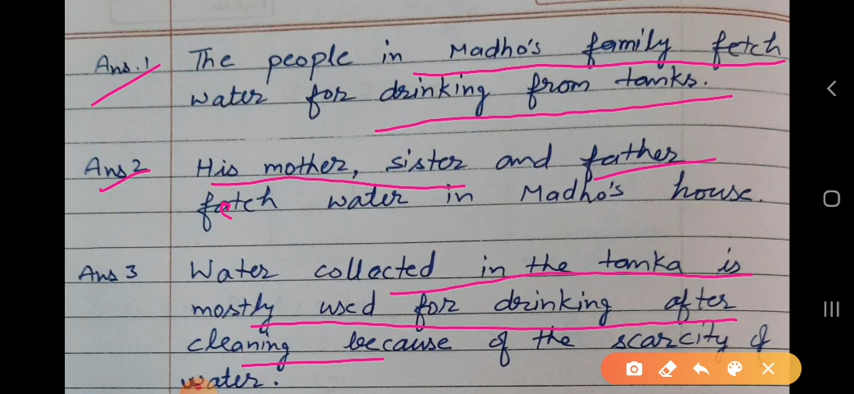 Ans.1 The people in Madho's family fetch
water for drinking from tanks.
Ans2 His mother, sister and father
fetch water in Madho's house.
Ans 3 Water collected in the tanka is
mostly used for drinking after
cleaning because of the scarcity of
water.